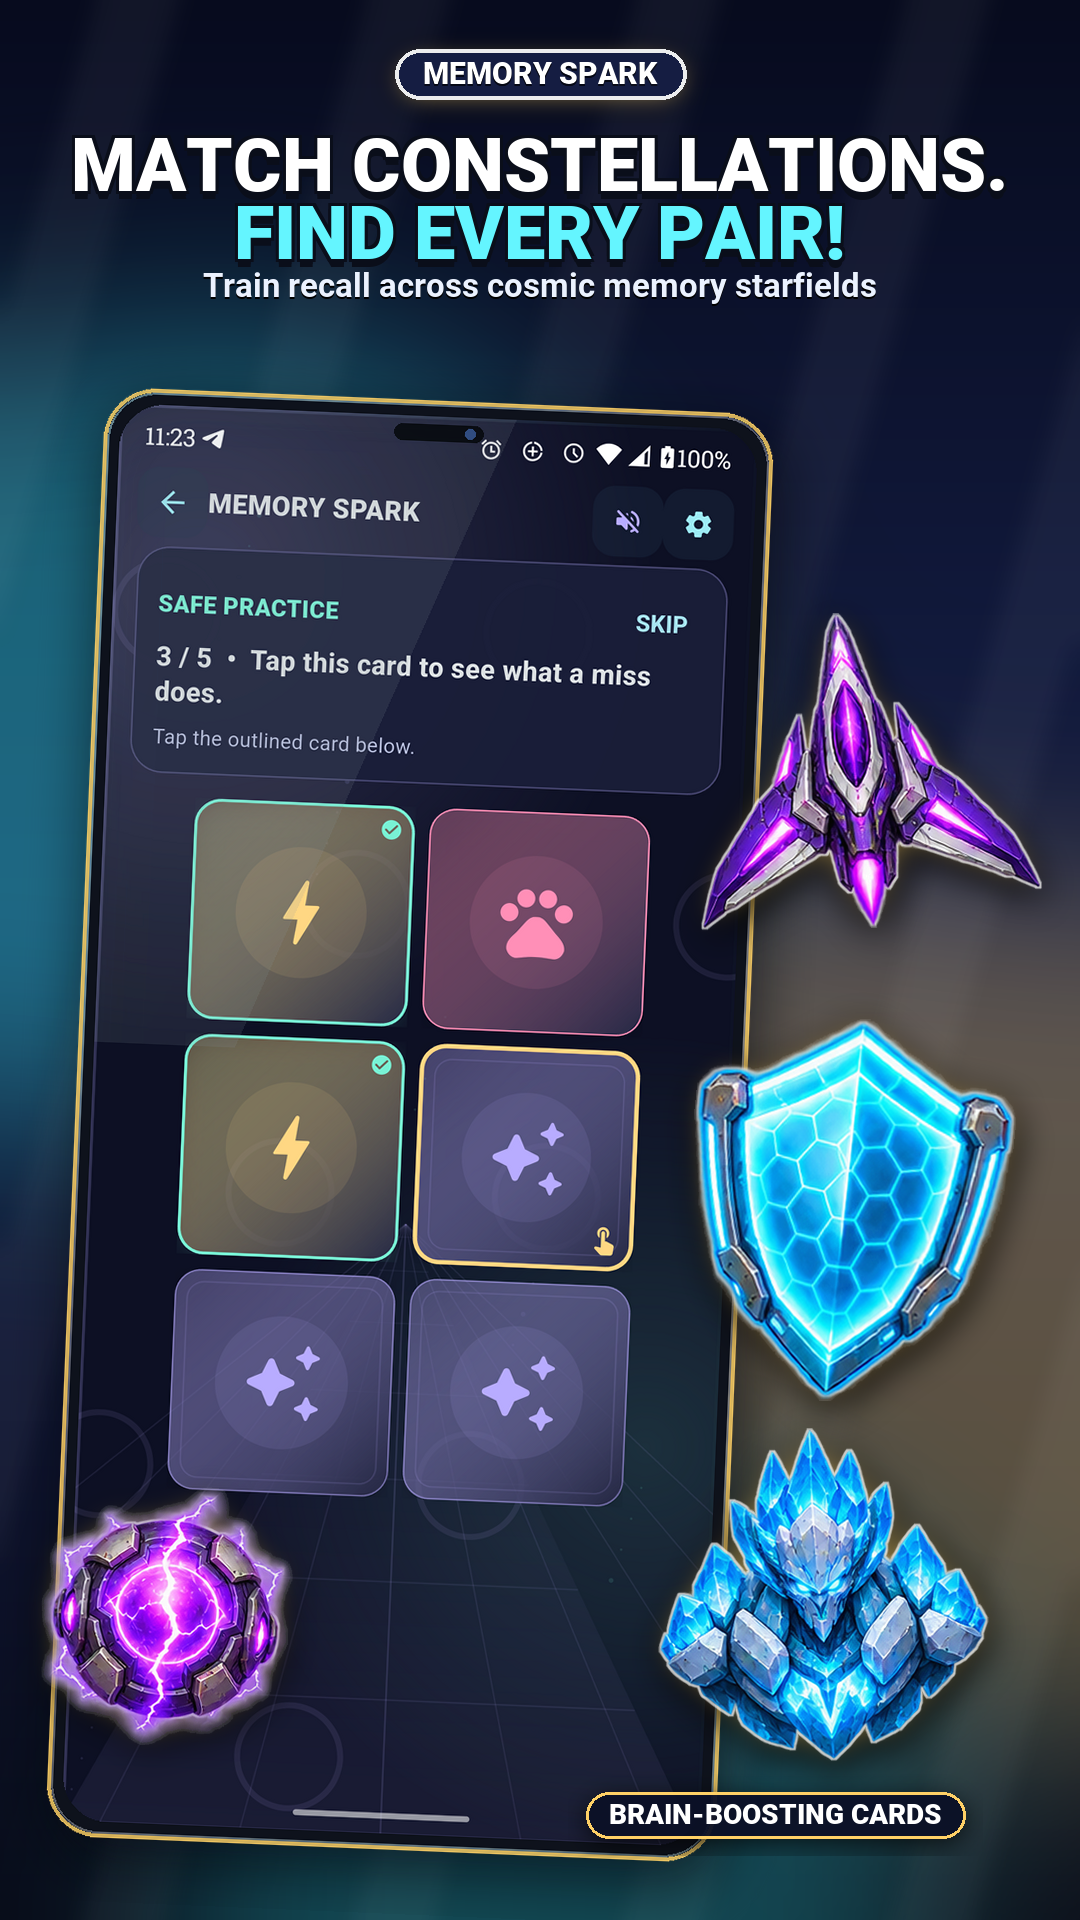 MEMORY SPARK
MATCH CONSTELLATIONS.
FIND EVERY PAIR!
Train recall across cosmic memory starfields
11:23
100%
MEMORY SPARK
SAFE PRACTICE
SKIP
3 / 5 • Tap this card to see what a miss
does.
Tap the outlined card below.
BRAIN-BOOSTING CARDS